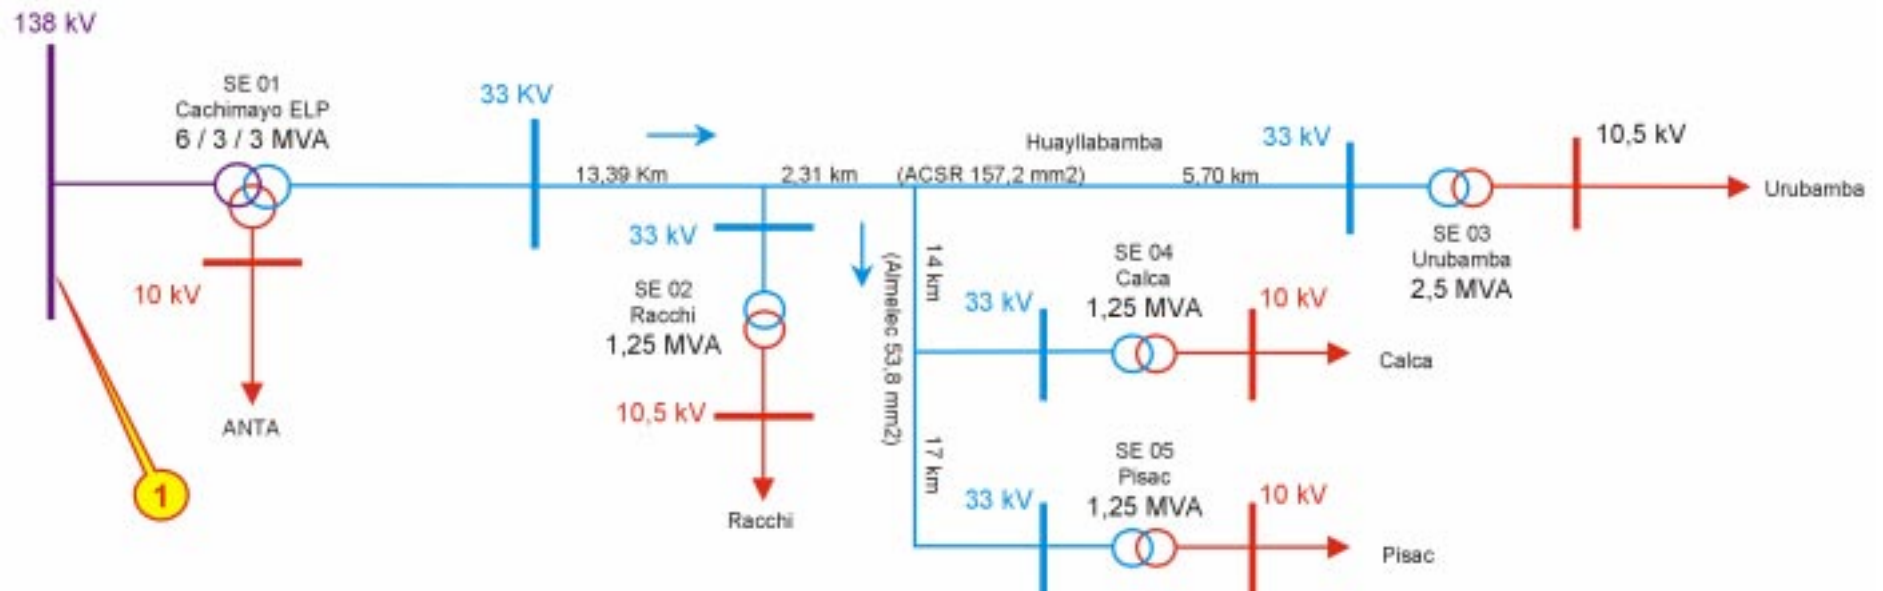 138 kV
SE 01
Cachimayo ELP
6 / 3 / 3 MVA
10 kV
ANTA
1
33 KV
13,39 Km
2,31 km
(ACSR 157,2 mm2)
Huayllabamba
5,70 km
33 kV
10,5 kV
Urubamba
SE 03
Urubamba
2,5 MVA
33 kV
SE 02
Racchi
1,25 MVA
10,5 kV
Racchi
(Almelec 53,8 mm2)
14 km
17 km
33 kV
SE 04
Calca
1,25 MVA
10 kV
Calca
33 kV
SE 05
Pisac
1,25 MVA
10 kV
Pisac